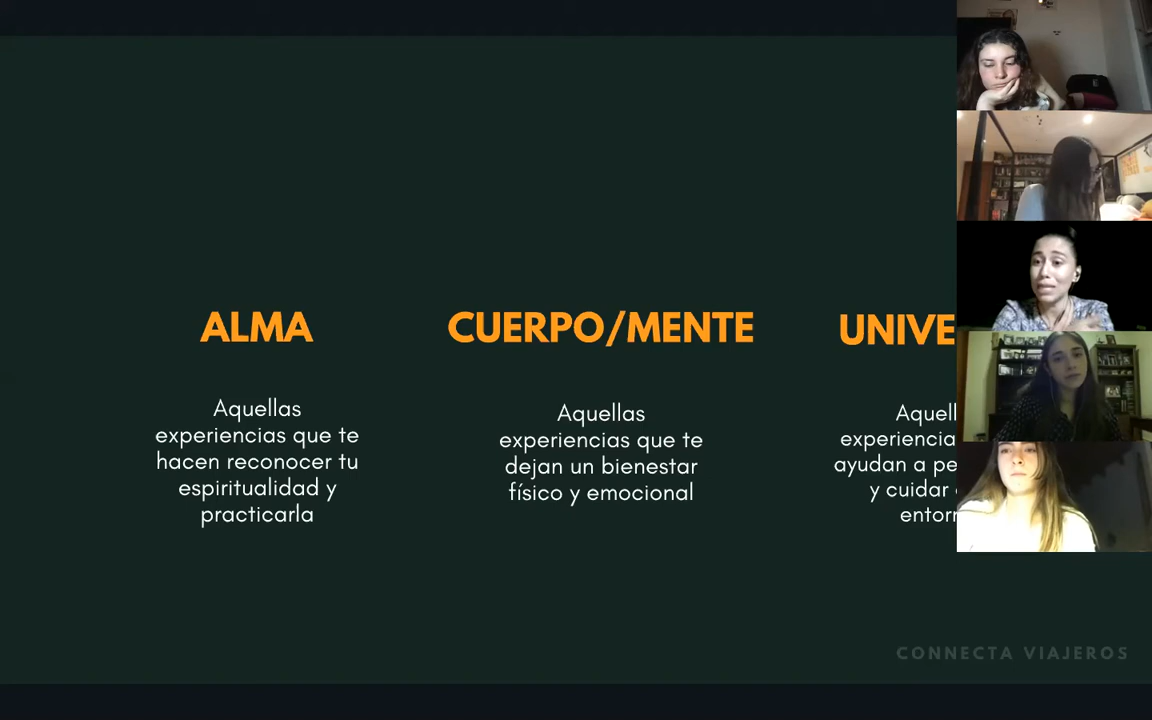 ALMA
Aquellas
experiencias que te
hacen reconocer tu
espiritualidad y
practicarla
CUERPO/MENTE
Aquellas
experiencias que te
dejan un bienestar
físico y emocional
UNIVE
Aquell
experiencia
ayudan a pe
y cuidar
entor
CONNECTA VIAJEROS